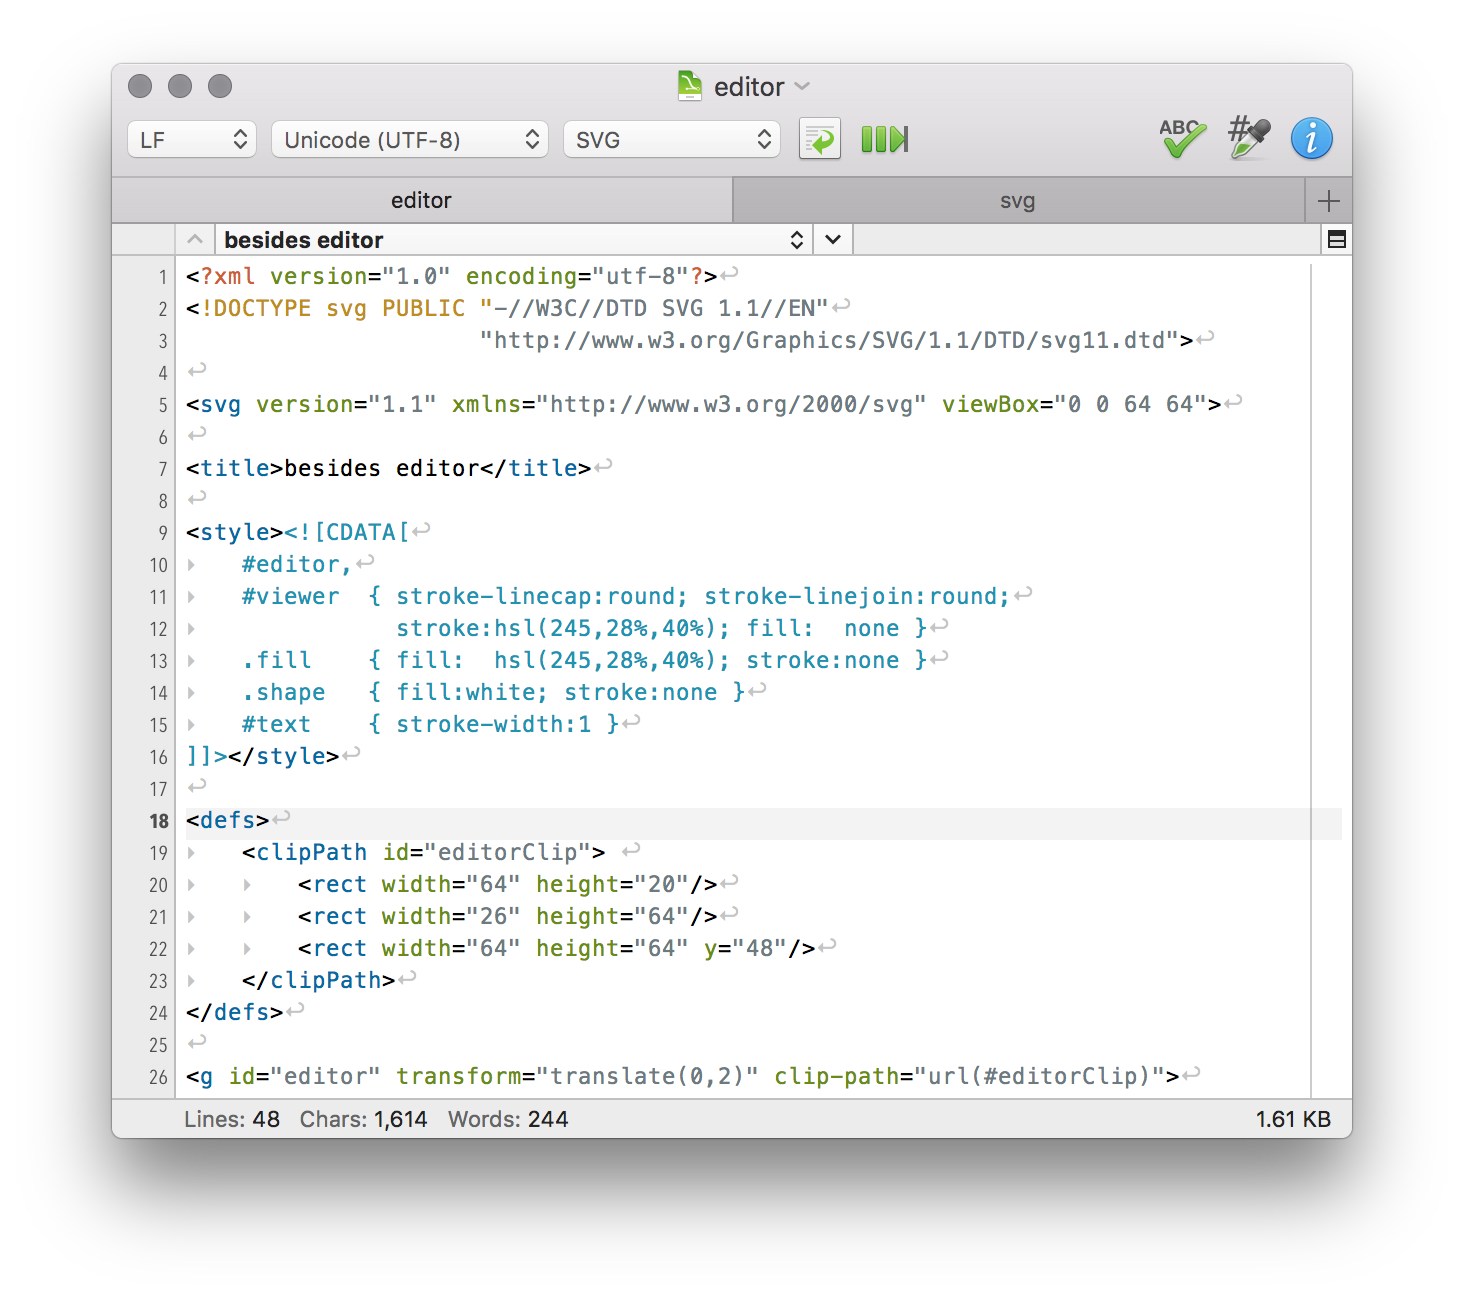 editor
LF Unicode (UTF-8) SVG ABC #
editor svg
besides editor
1 <?xml version="1.0" encoding="utf-8"?>
2 <!DOCTYPE svg PUBLIC "-//W3C//DTD SVG 1.1//EN"
3 "http://www.w3.org/Graphics/SVG/1.1/DTD/svg11.dtd">
4
5 <svg version="1.1" xmlns="http://www.w3.org/2000/svg" viewBox="0 0 64 64">
6
7 <title>besides editor</title>
8
9 <style><![CDATA[
10 #editor,
11 #viewer  { stroke-linecap:round; stroke-linejoin:round;
12 stroke:hsl(245,28%,40%); fill:  none }
13 .fill    { fill:  hsl(245,28%,40%); stroke:none }
14 .shape   { fill:white; stroke:none }
15 #text    { stroke-width:1 }
16 ]]></style>
17
18 <defs>
19 <clipPath id="editorClip">
20 <rect width="64" height="20"/>
21 <rect width="26" height="64"/>
22 <rect width="64" height="64" y="48"/>
23 </clipPath>
24 </defs>
25
26 <g id="editor" transform="translate(0,2)" clip-path="url(#editorClip)">
Lines: 48 Chars: 1,614 Words: 244 1.61 KB